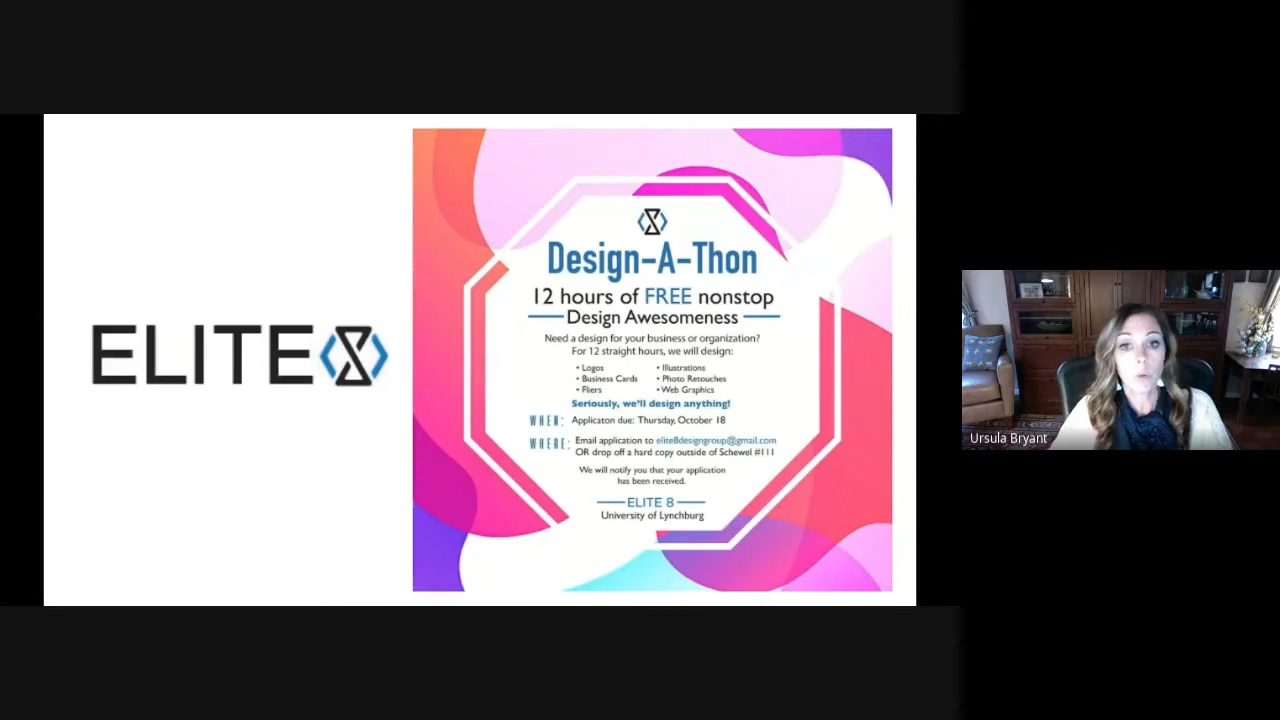 ELITE8
Design-A-Thon
12 hours of FREE nonstop
Design Awesomeness
Need a design for your business or organization?
For 12 straight hours, we will design:
• Logos
• Business Cards
• Fliers
• Illustrations
• Photo Retouches
• Web Graphics
Seriously, we'll design anything!
WHEN: Applicaton due: Thursday, October 18
WHERE: Email application to elite8designgroup@gmail.com
OR drop off a hard copy outside of Schewel #111
We will notify you that your application
has been received.
ELITE 8
University of Lynchburg
Ursula Bryant